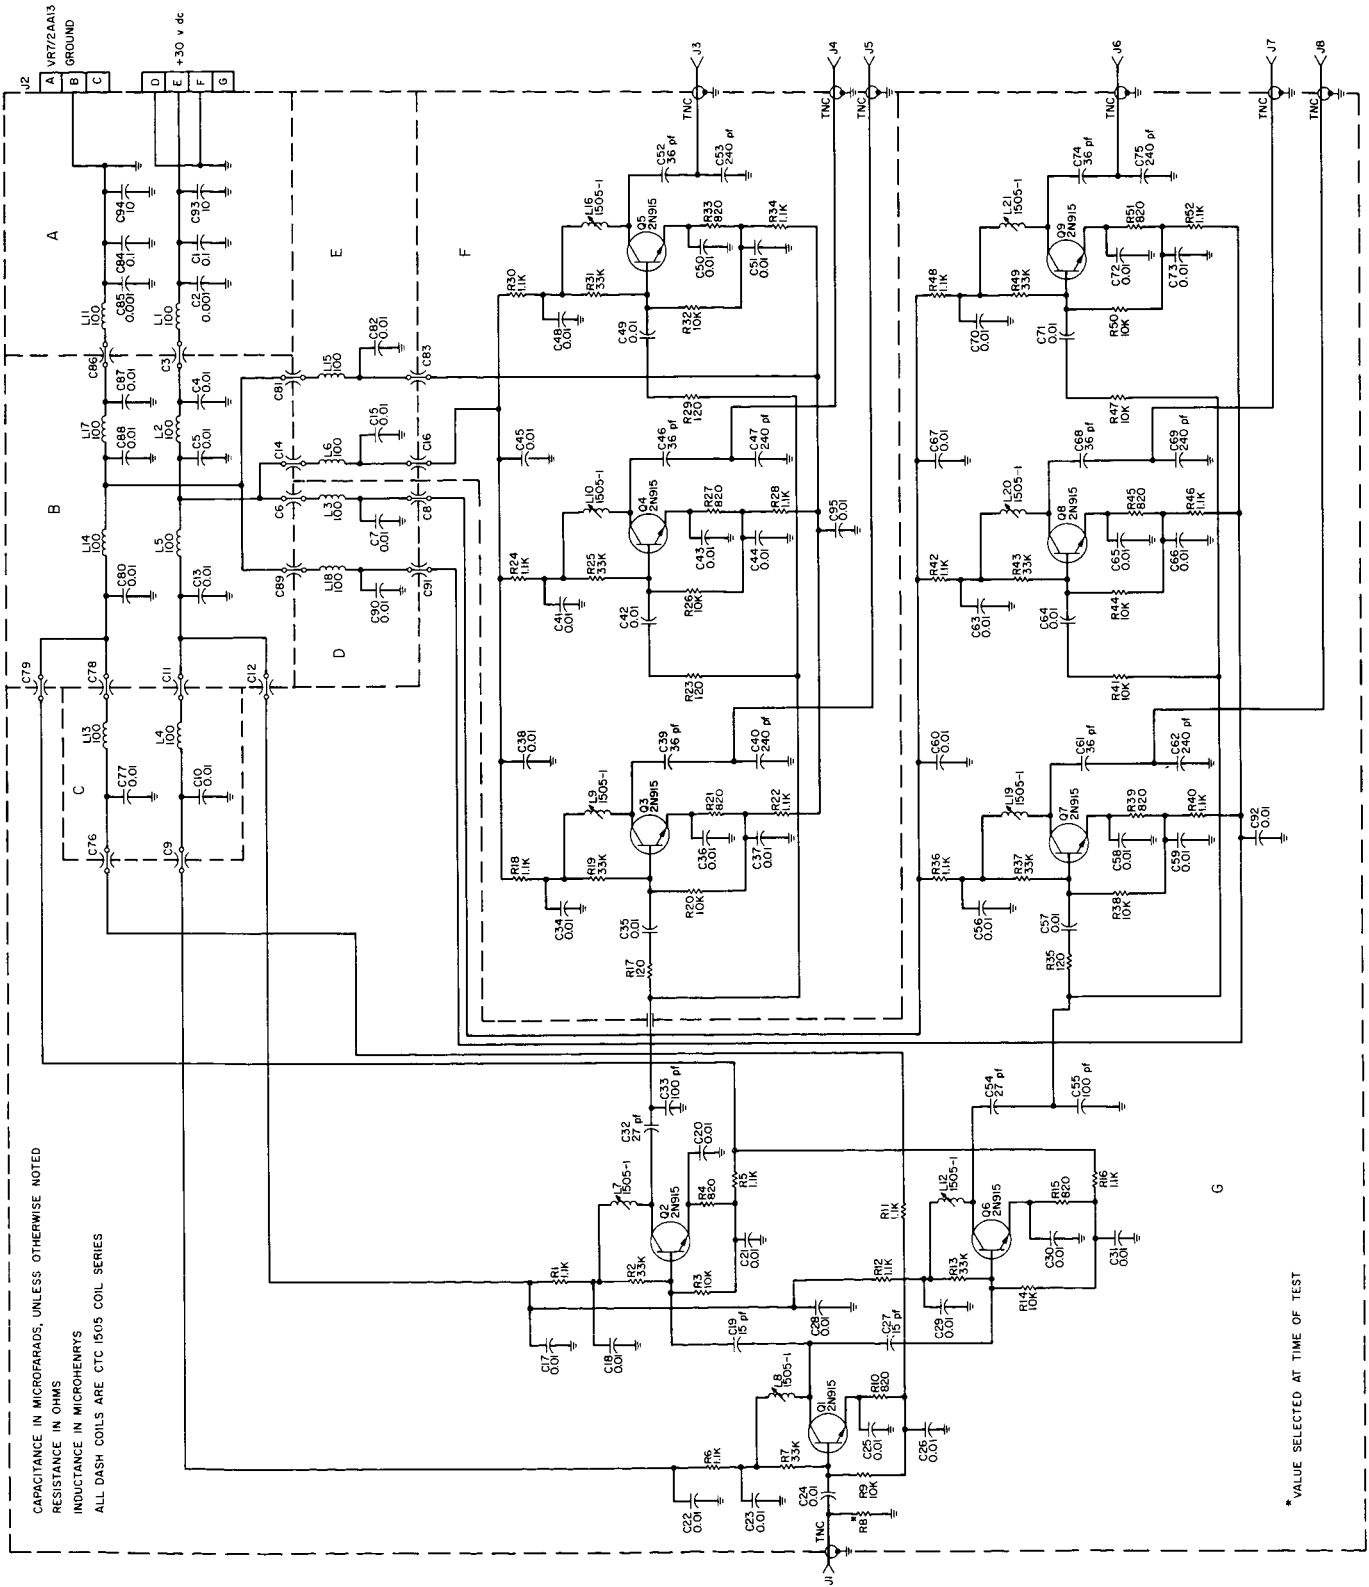 CAPACITANCE IN MICROFARADS, UNLESS OTHERWISE NOTED
RESISTANCE IN OHMS
INDUCTANCE IN MICROHENRYS
ALL DASH COILS ARE CTC 1505 COIL SERIES
J2
A VR7/2AA13
B GROUND
C
D
E +30 v dc
F
G
A
C94
10
C84
0.1
C85
0.001
L11
100
C93
10
C1
0.1
C2
0.001
L1
100
C86
C3
B
C87
0.01
L17
100
C88
0.01
C4
0.01
L2
100
C5
0.01
L14
100
C80
0.01
L5
100
C13
0.01
C79
C78
C11
C12
C
L13
100
L4
100
C77
0.01
C10
0.01
C76
C9
E
C82
0.01
L15
100
C81
C83
C15
0.01
L6
100
C14
C16
C6
L3
100
C7
0.01
C8
C89
L18
100
C90
0.01
C91
D
F
R30
1.1K
L16
1505-1
C48
0.01
R31
33K
Q5
2N915
C49
0.01
R32
10K
C50
0.01
R33
820
C51
0.01
R34
1.1K
C52
36 pf
C53
240 pf
TNC
J3
R29
120
C45
0.01
R24
1.1K
L10
1505-1
C41
0.01
R25
33K
Q4
2N915
C42
0.01
R26
10K
C43
0.01
R27
820
C44
0.01
R28
1.1K
C46
36 pf
C47
240 pf
C95
0.01
TNC
J4
R23
120
C38
0.01
R18
1.1K
L9
1505-1
C34
0.01
R19
33K
Q3
2N915
C35
0.01
R17
120
R20
10K
C36
0.01
R21
820
C37
0.01
R22
1.1K
C39
36 pf
C40
240 pf
TNC
J5
R48
1.1K
L21
1505-1
C70
0.01
R49
33K
Q9
2N915
C71
0.01
R50
10K
C72
0.01
R51
820
C73
0.01
R52
1.1K
C74
36 pf
C75
240 pf
TNC
J6
R47
10K
C67
0.01
R42
1.1K
L20
1505-1
C63
0.01
R43
33K
Q8
2N915
C64
0.01
R44
10K
C65
0.01
R45
820
C66
0.01
R46
1.1K
C68
36 pf
C69
240 pf
TNC
J7
R41
10K
C60
0.01
R36
1.1K
L19
1505-1
C56
0.01
R37
33K
Q7
2N915
C57
0.01
R35
120
R38
10K
C58
0.01
R39
820
C59
0.01
R40
1.1K
C61
36 pf
C62
240 pf
C92
0.01
TNC
J8
C32
27 pf
C33
100 pf
L7
1505-1
Q2
2N915
C20
0.01
R4
820
R5
1.1K
C21
0.01
R1
1.1K
R2
33K
R3
10K
C17
0.01
C18
0.01
C19
15 pf
C54
27 pf
C55
100 pf
L12
1505-1
Q6
2N915
R15
820
R16
1.1K
C30
0.01
C31
0.01
R11
1.1K
R12
1.1K
R13
33K
R14
10K
C28
0.01
C29
0.01
C27
15 pf
L8
1505-1
Q1
2N915
R10
820
C25
0.01
C26
0.01
R6
1.1K
R7
33K
R9
10K
C22
0.01
C23
0.01
C24
0.01
*
R8
TNC
J1
G
* VALUE SELECTED AT TIME OF TEST